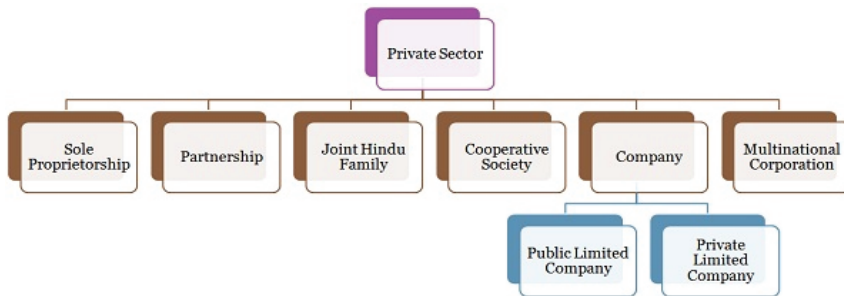 Private Sector
Sole
Proprietorship
Partnership
Joint Hindu
Family
Cooperative
Society
Company
Multinational
Corporation
Public Limited
Company
Private
Limited
Company